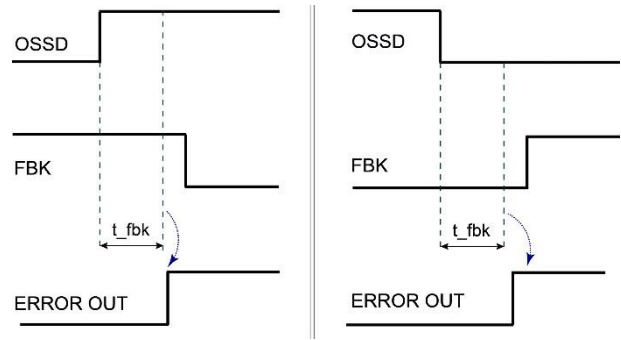 OSSD
FBK
t_fbk
ERROR OUT
OSSD
FBK
t_fbk
ERROR OUT